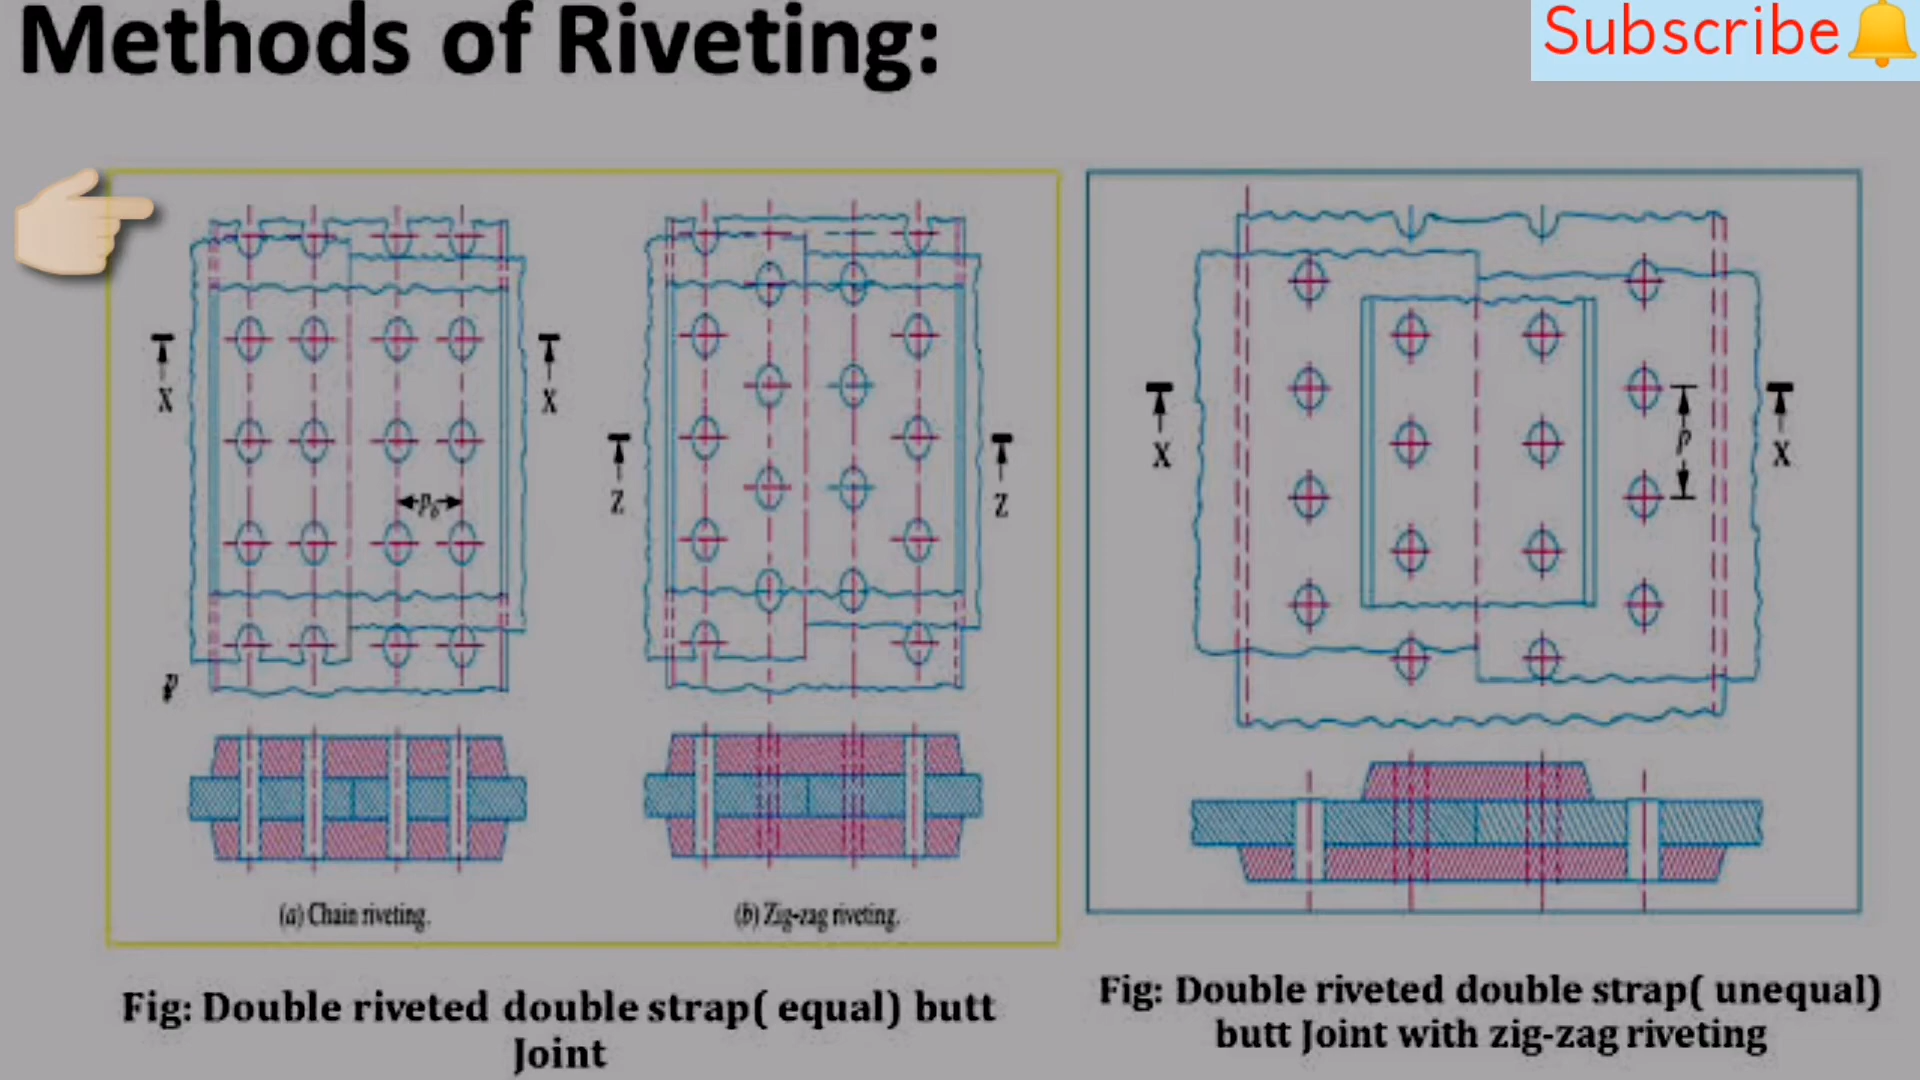 Methods of Riveting:
Subscribe
X X
Pb
Z Z
p
(a) Chain riveting.
(b) Zig-zag riveting.
Fig: Double riveted double strap( equal) butt
Joint
X X
p
Fig: Double riveted double strap( unequal)
butt Joint with zig-zag riveting